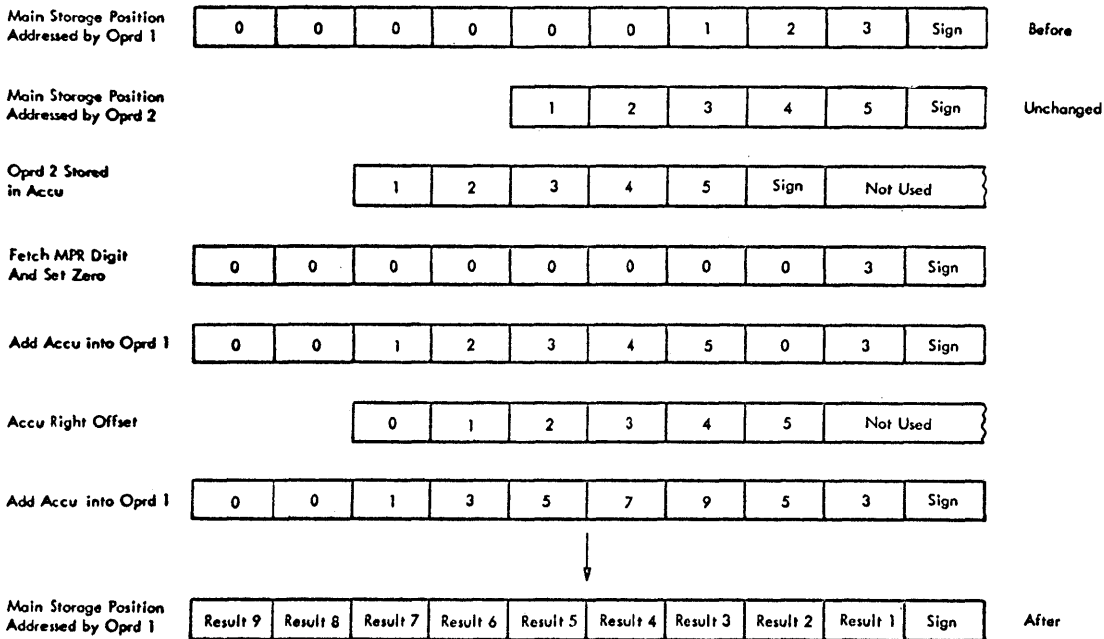 Main Storage Position
Addressed by Oprd 1
0 0 0 0 0 0 1 2 3 Sign
Before
Main Storage Position
Addressed by Oprd 2
1 2 3 4 5 Sign
Unchanged
Oprd 2 Stored
in Accu
1 2 3 4 5 Sign Not Used
Fetch MPR Digit
And Set Zero
0 0 0 0 0 0 0 0 3 Sign
Add Accu into Oprd 1
0 0 1 2 3 4 5 0 3 Sign
Accu Right Offset
0 1 2 3 4 5 Not Used
Add Accu into Oprd 1
0 0 1 3 5 7 9 5 3 Sign
Main Storage Position
Addressed by Oprd 1
Result 9 Result 8 Result 7 Result 6 Result 5 Result 4 Result 3 Result 2 Result 1 Sign
After